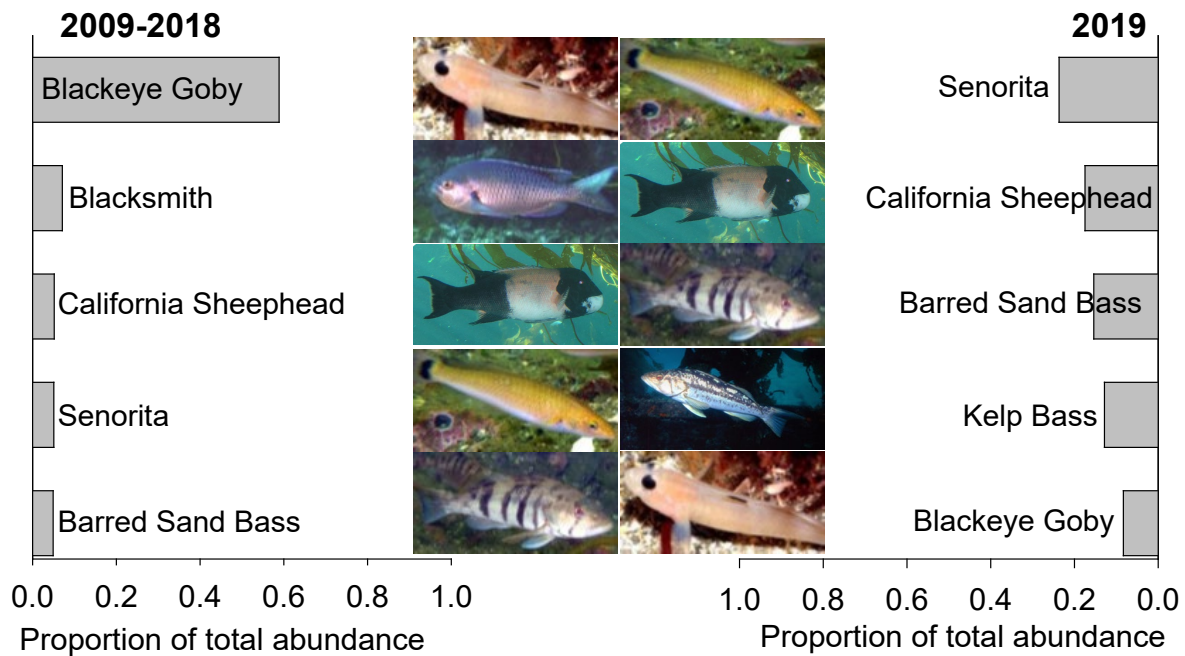 2009-2018
Blackeye Goby
Blacksmith
California Sheephead
Senorita
Barred Sand Bass
0.0 0.2 0.4 0.6 0.8 1.0
Proportion of total abundance
2019
Senorita
California Sheephead
Barred Sand Bass
Kelp Bass
Blackeye Goby
1.0 0.8 0.6 0.4 0.2 0.0
Proportion of total abundance